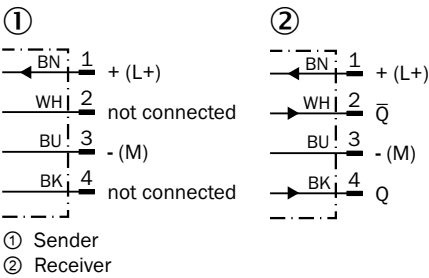 ① ②
BN 1 + (L+)
WH 2 not connected
BU 3 - (M)
BK 4 not connected
BN 1 + (L+)
WH 2 Q̅
BU 3 - (M)
BK 4 Q
① Sender
② Receiver